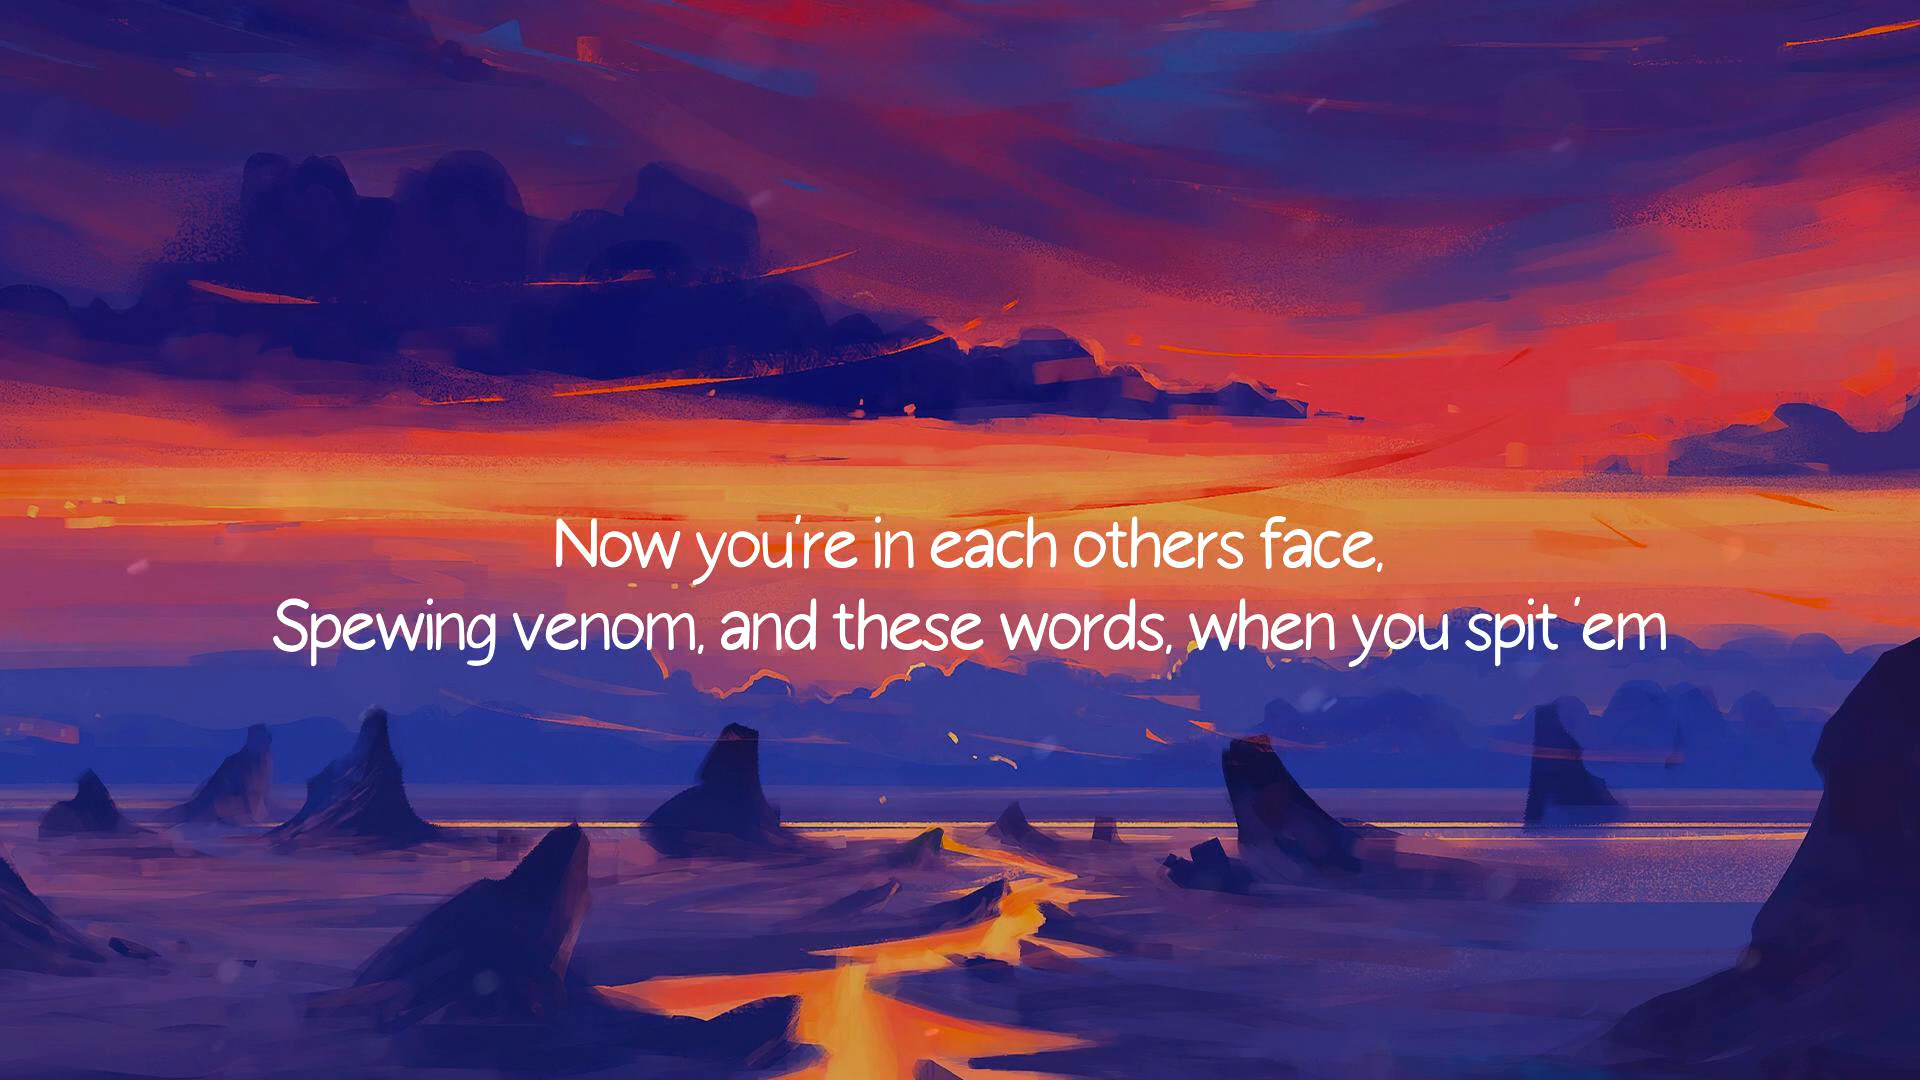 Now you're in each others face,
Spewing venom, and these words, when you spit 'em